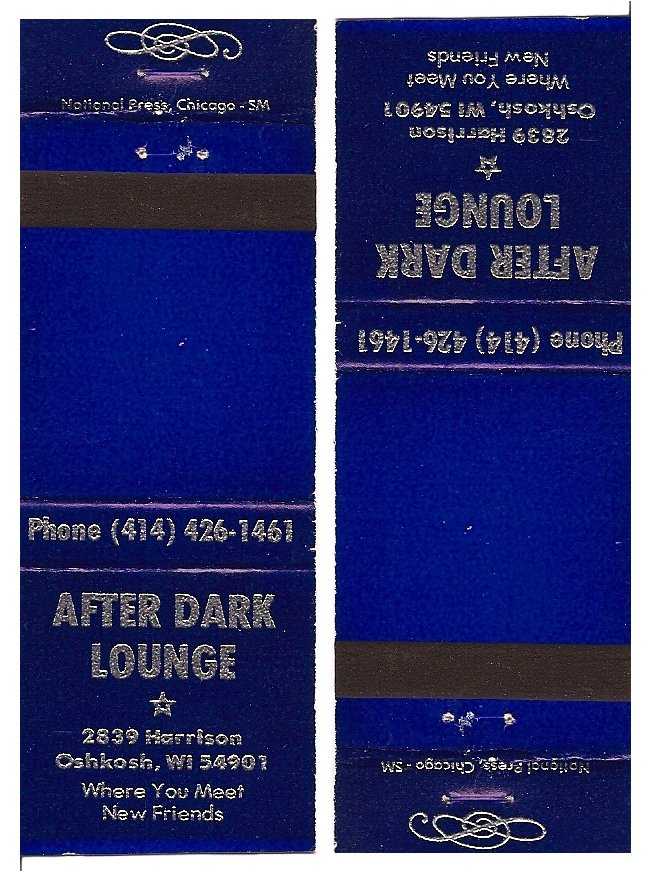 National Press, Chicago - SM
Phone (414) 426-1461
AFTER DARK
LOUNGE
2839 Harrison
Oshkosh, WI 54901
Where You Meet
New Friends
National Press, Chicago - SM
Phone (414) 426-1461
AFTER DARK
LOUNGE
2839 Harrison
Oshkosh, WI 54901
Where You Meet
New Friends